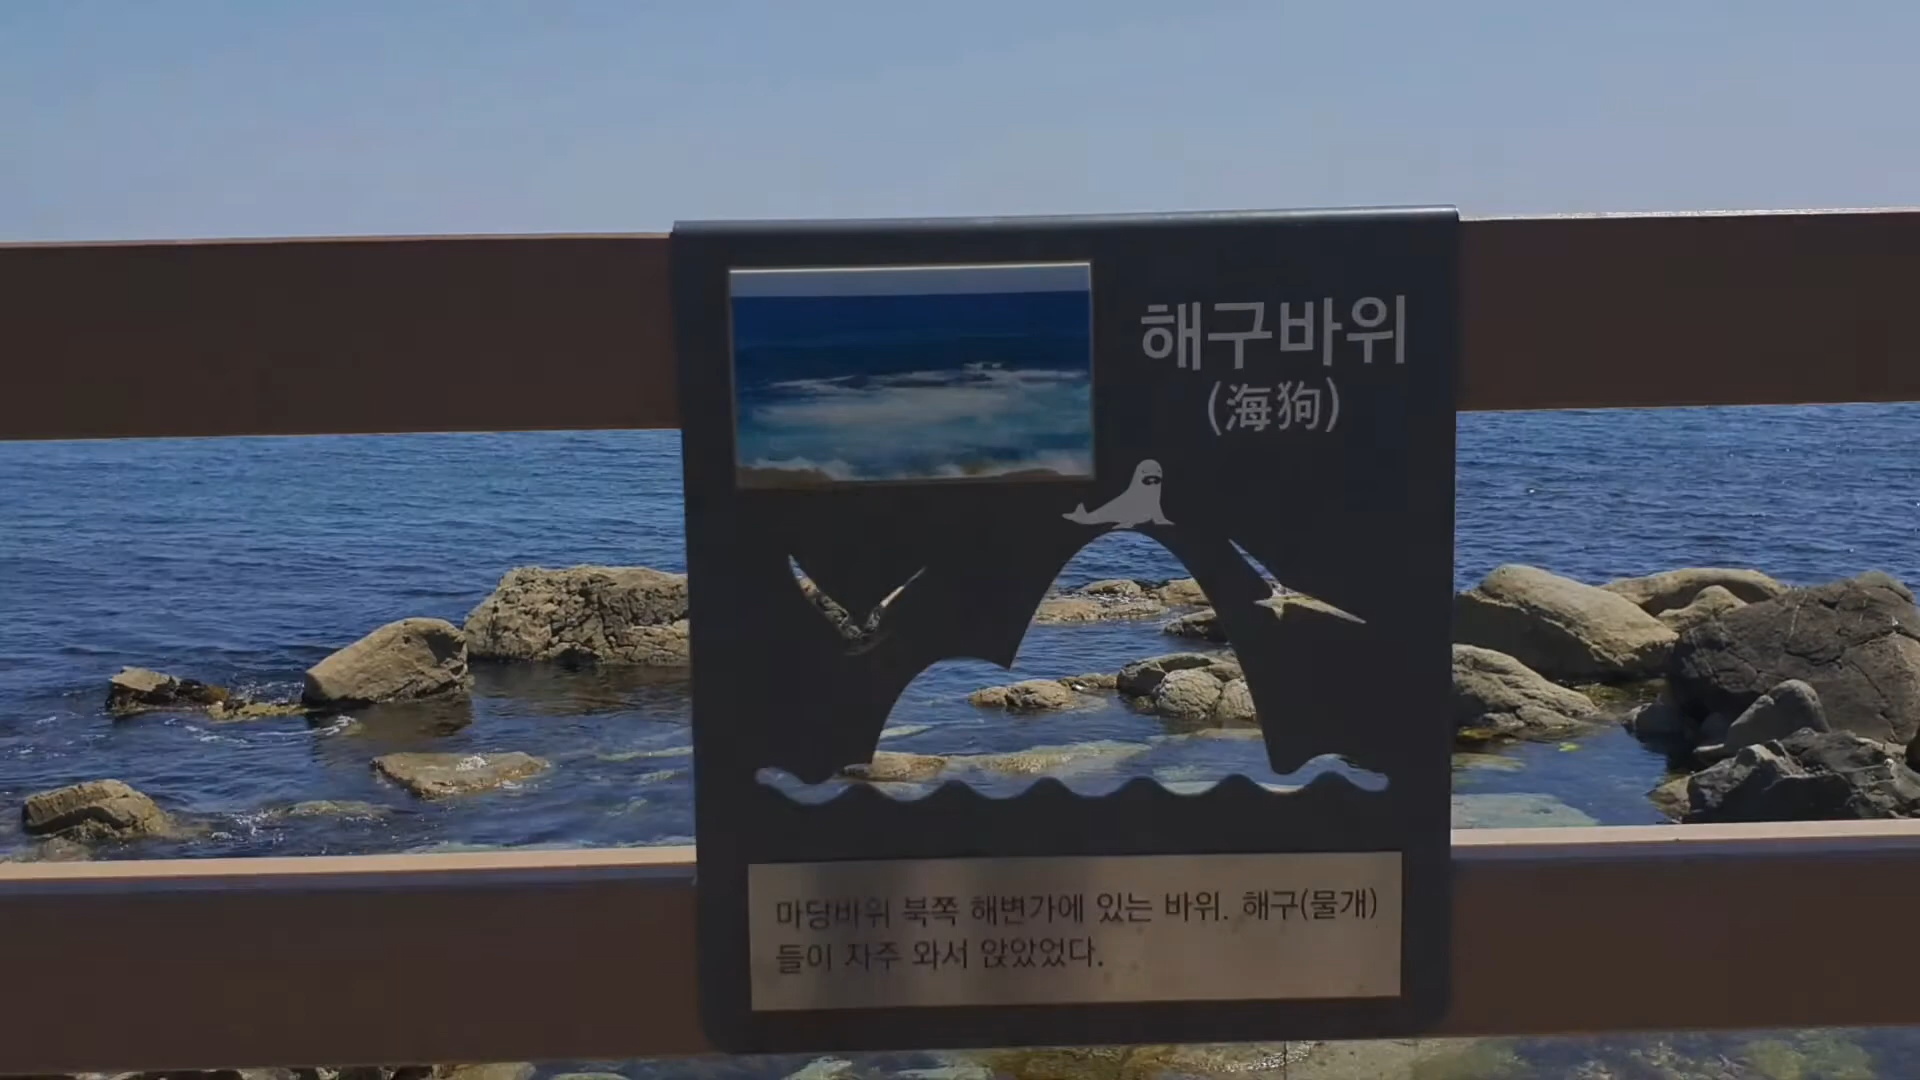 해구바위
(海狗)
마당바위 북쪽 해변가에 있는 바위. 해구(물개)
들이 자주 와서 앉았었다.